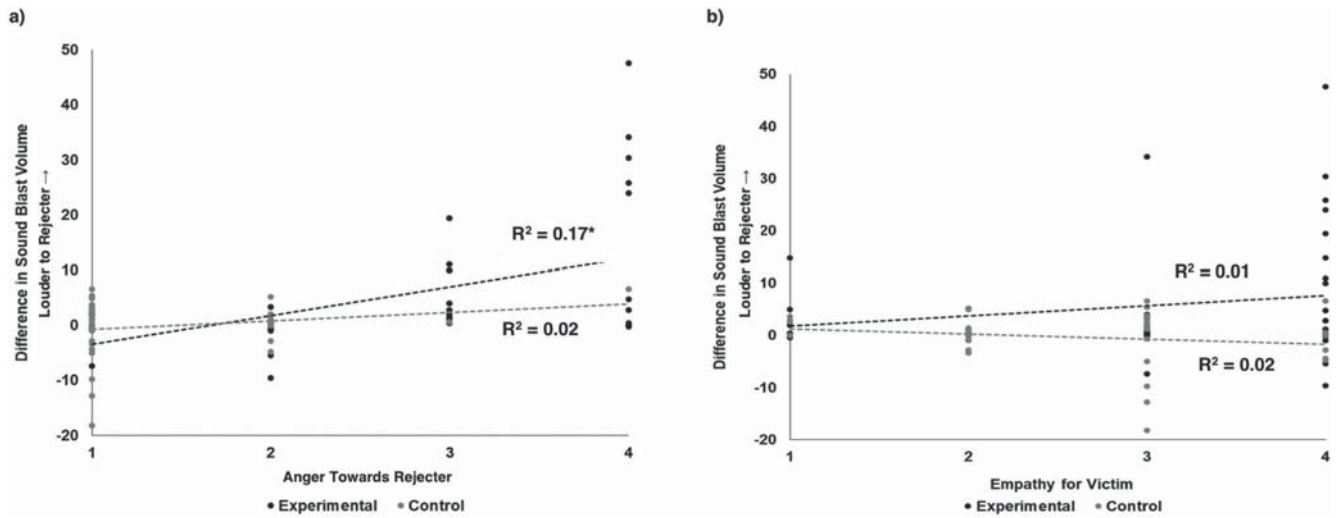 a)
Difference in Sound Blast Volume
Louder to Rejecter →
50
40
30
20
10
0
-10
-20
R² = 0.17*
R² = 0.02
1 2 3 4
Anger Towards Rejecter
Experimental Control
b)
Difference in Sound Blast Volume
Louder to Rejecter →
50
40
30
20
10
0
-10
-20
R² = 0.01
R² = 0.02
1 2 3 4
Empathy for Victim
Experimental Control